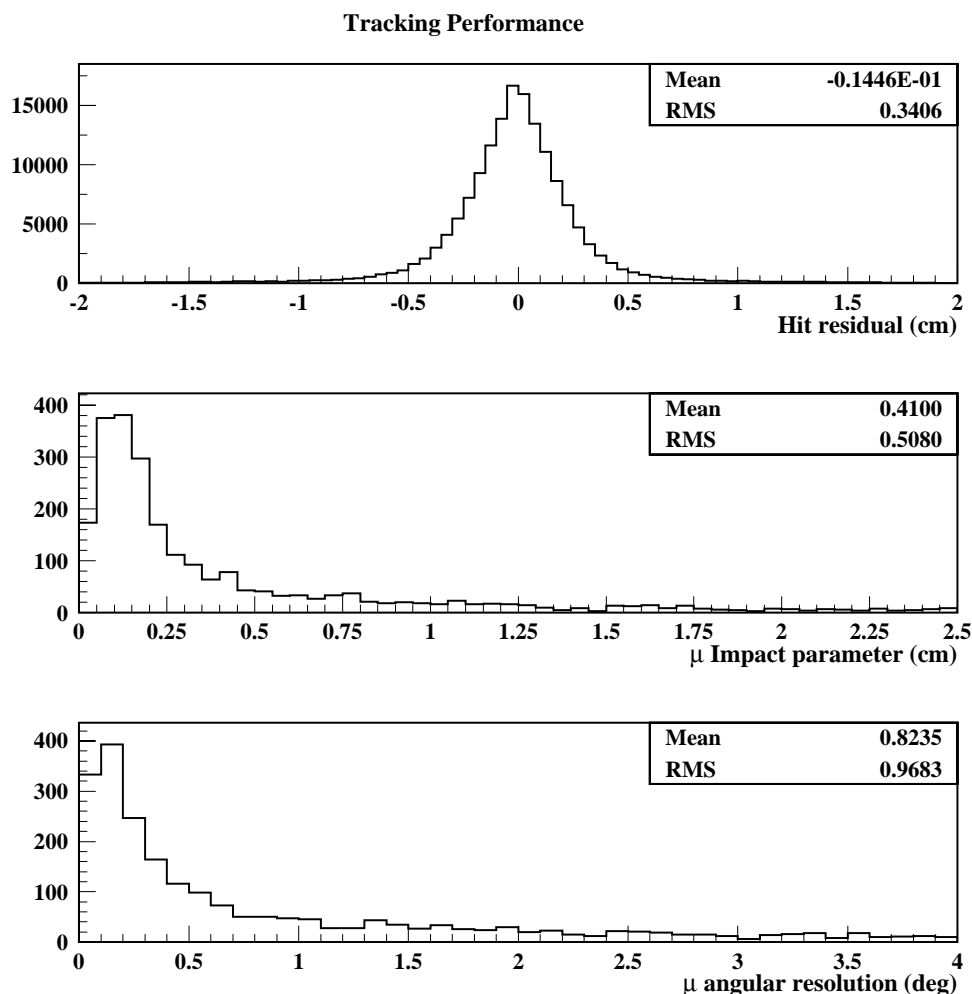 Tracking Performance
Mean -0.1446E-01
RMS 0.3406
15000
10000
5000
0
-2 -1.5 -1 -0.5 0 0.5 1 1.5 2
Hit residual (cm)
Mean 0.4100
RMS 0.5080
400
300
200
100
0
0 0.25 0.5 0.75 1 1.25 1.5 1.75 2 2.25 2.5
μ Impact parameter (cm)
Mean 0.8235
RMS 0.9683
400
300
200
100
0
0 0.5 1 1.5 2 2.5 3 3.5 4
μ angular resolution (deg)